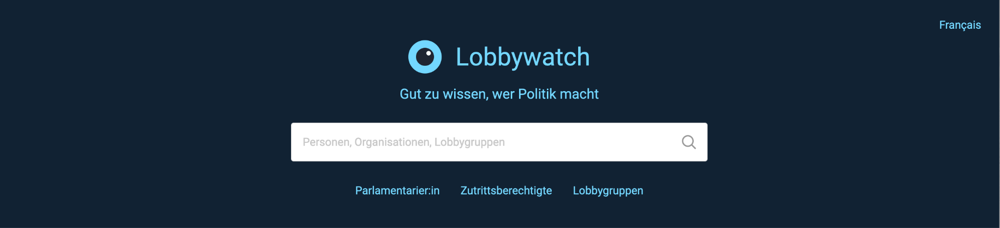 Français
Lobbywatch
Gut zu wissen, wer Politik macht
Personen, Organisationen, Lobbygruppen
Parlamentarier:in Zutrittsberechtigte Lobbygruppen